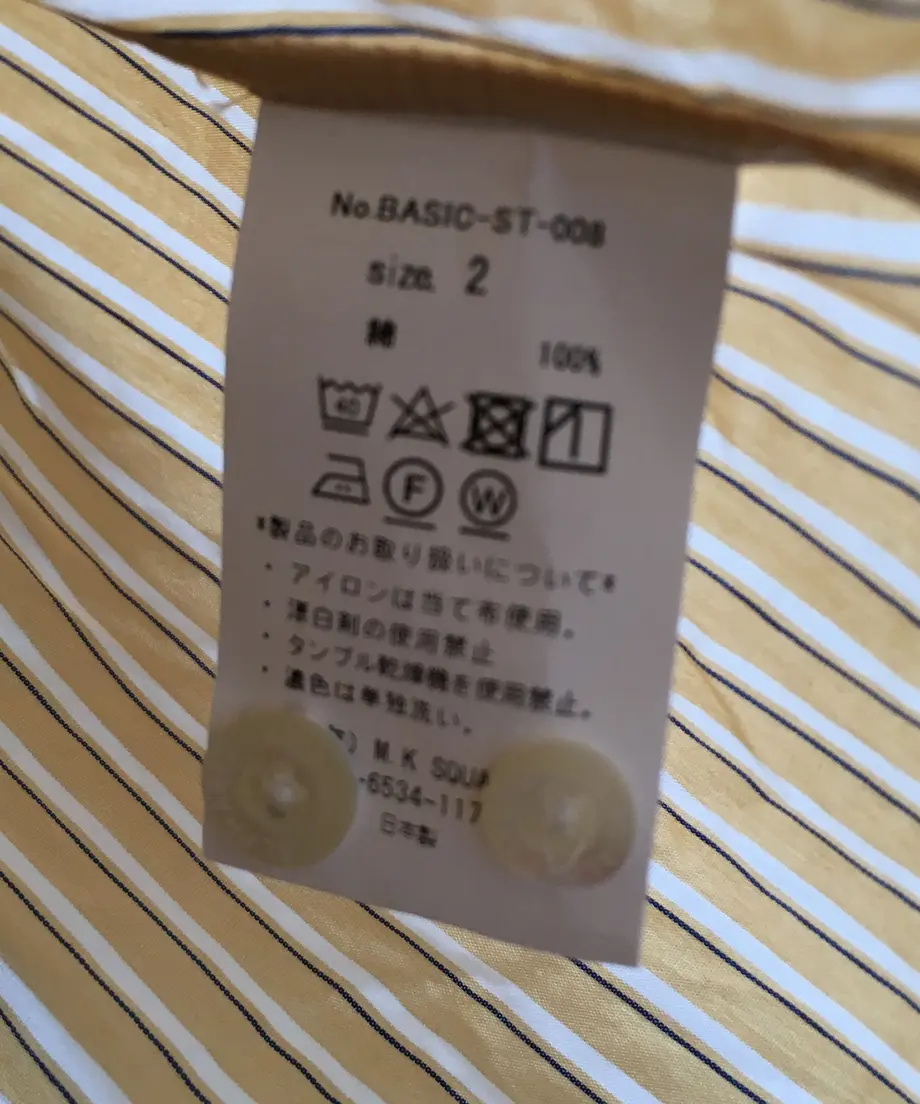 No.BASIC-ST-008
size. 2
綿 100%
40
F W
*製品のお取り扱いについて*
・アイロンは当て布使用。
・漂白剤の使用禁止
・タンブル乾燥機を使用禁止。
・濃色は単独洗い。
) M.K SQUA
-6534-117
日本製